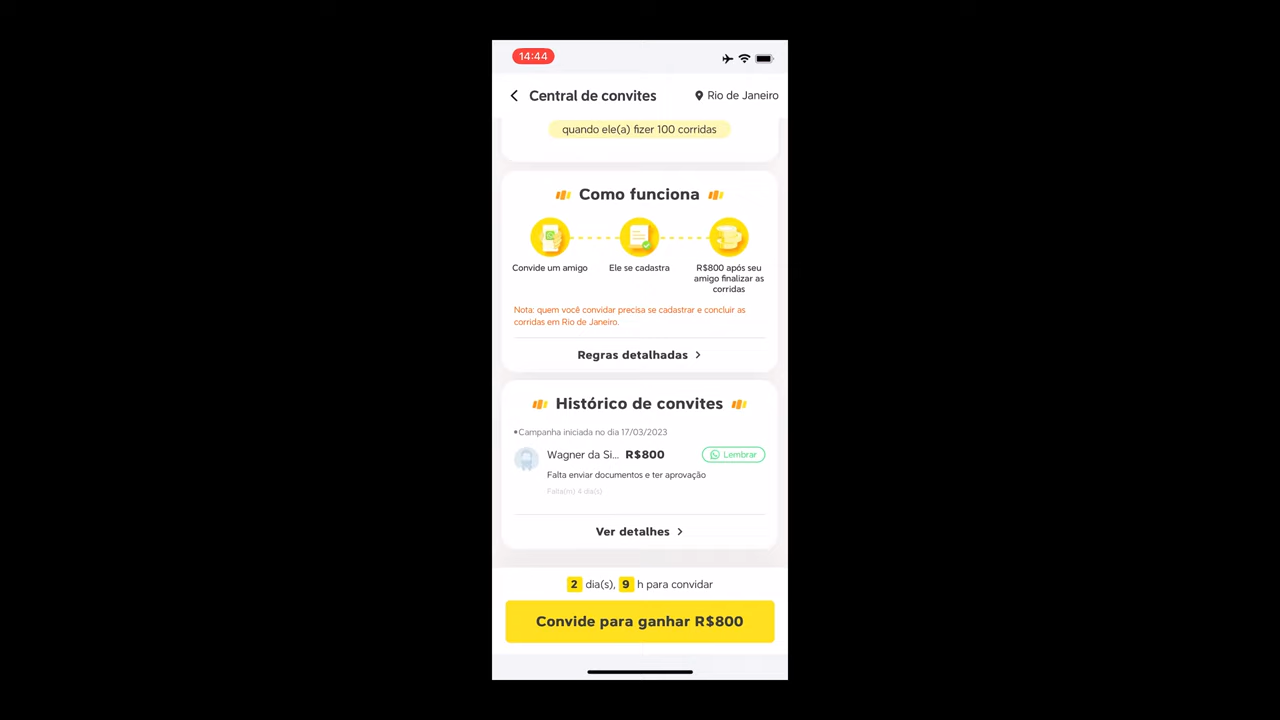 14:44
Central de convites
Rio de Janeiro
quando ele(a) fizer 100 corridas
Como funciona
Convide um amigo
Ele se cadastra
R$800 após seu
amigo finalizar as
corridas
Nota: quem você convidar precisa se cadastrar e concluir as
corridas em Rio de Janeiro.
Regras detalhadas
Histórico de convites
•Campanha iniciada no dia 17/03/2023
Wagner da Si... R$800
Lembrar
Falta enviar documentos e ter aprovação
Falta(m) 4 dia(s)
Ver detalhes
2 dia(s), 9 h para convidar
Convide para ganhar R$800